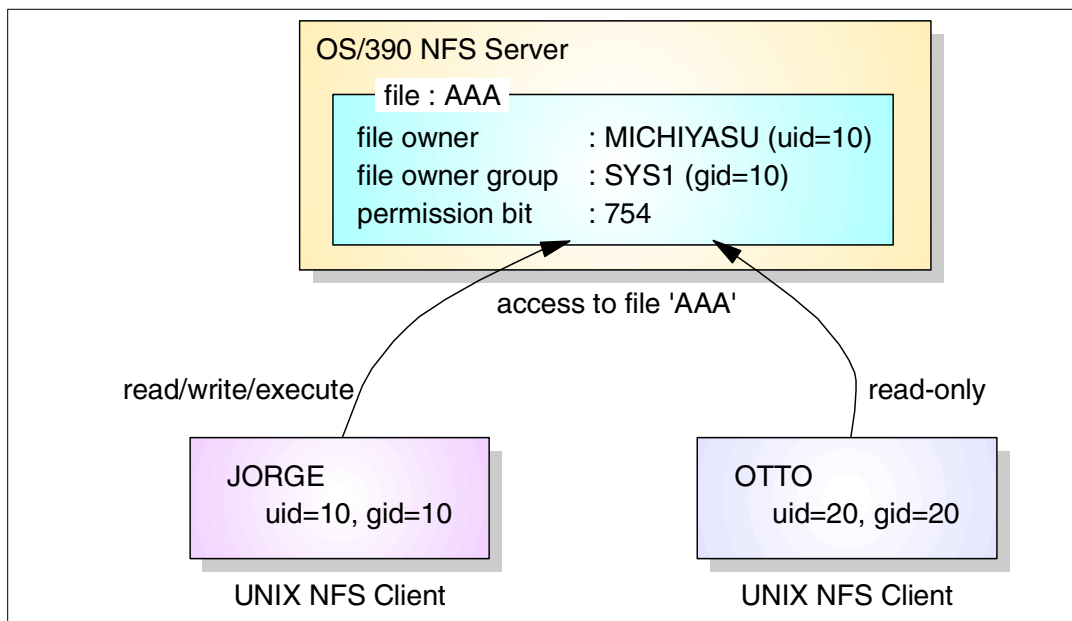 OS/390 NFS Server
file : AAA
file owner : MICHIYASU (uid=10)
file owner group : SYS1 (gid=10)
permission bit : 754
access to file 'AAA'
read/write/execute
read-only
JORGE
uid=10, gid=10
UNIX NFS Client
OTTO
uid=20, gid=20
UNIX NFS Client